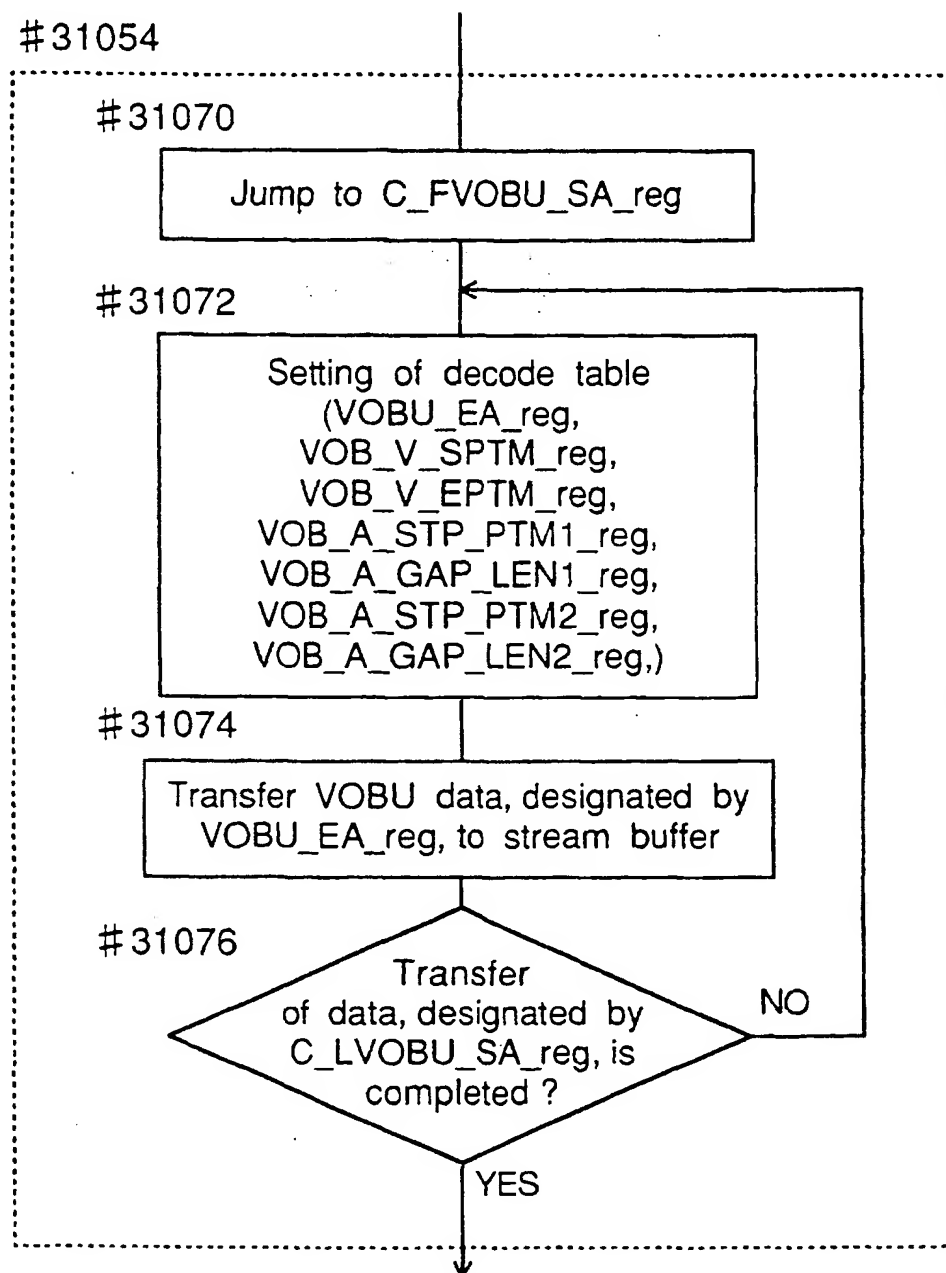 #31054
#31070
Jump to C_FVOBU_SA_reg
#31072
Setting of decode table
(VOBU_EA_reg,
VOB_V_SPTM_reg,
VOB_V_EPTM_reg,
VOB_A_STP_PTM1_reg,
VOB_A_GAP_LEN1_reg,
VOB_A_STP_PTM2_reg,
VOB_A_GAP_LEN2_reg,)
#31074
Transfer VOBU data, designated by
VOBU_EA_reg, to stream buffer
#31076
Transfer
of data, designated by
C_LVOBU_SA_reg, is
completed ?
NO
YES